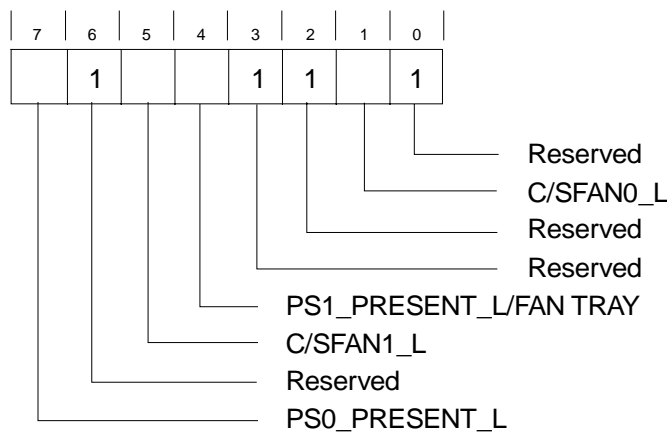 7 6 5 4 3 2 1 0
1 1 1 1
Reserved
C/SFAN0_L
Reserved
Reserved
PS1_PRESENT_L/FAN TRAY
C/SFAN1_L
Reserved
PS0_PRESENT_L